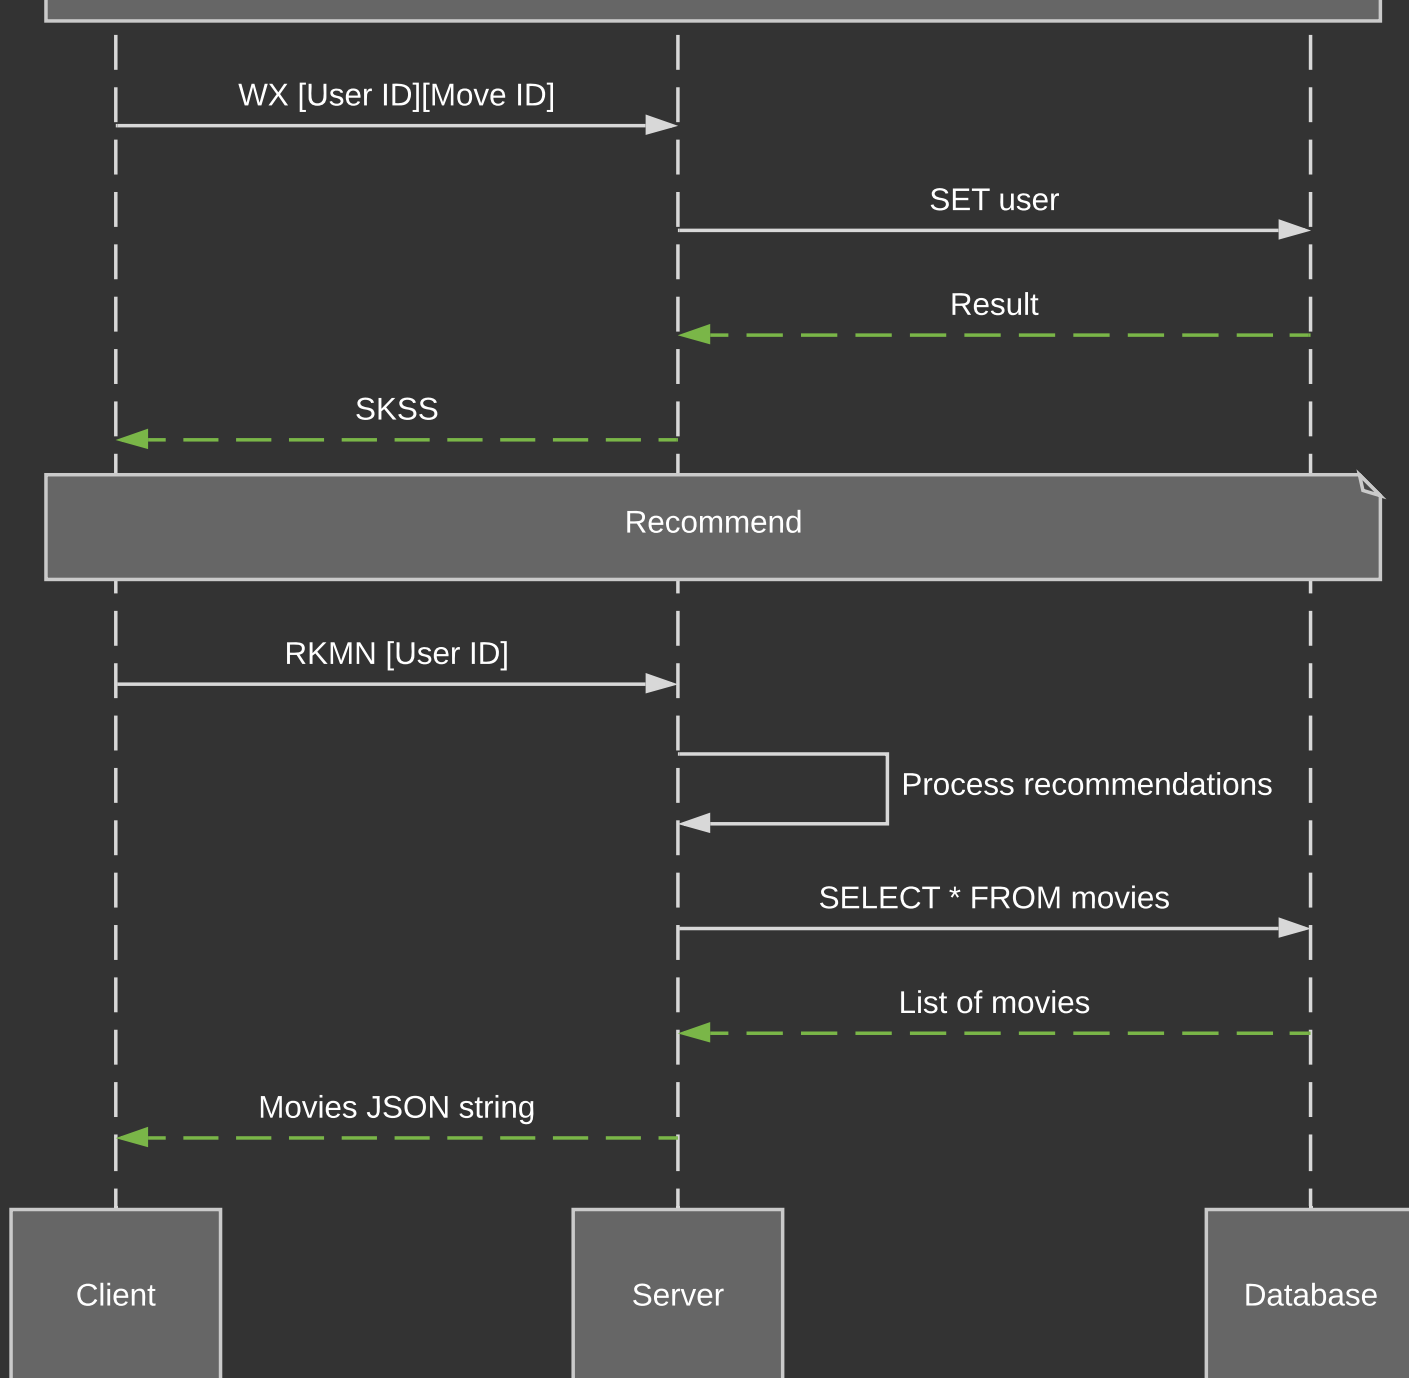 WX [User ID][Move ID]
SET user
Result
SKSS
Recommend
RKMN [User ID]
Process recommendations
SELECT * FROM movies
List of movies
Movies JSON string
Client
Server
Database